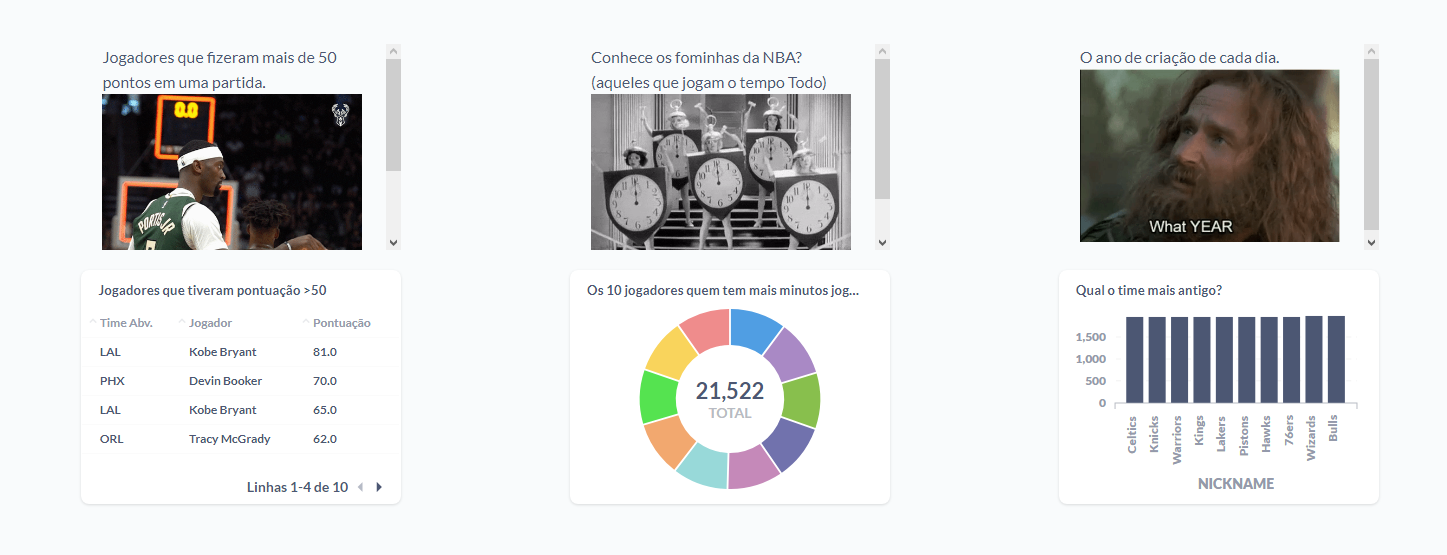 Jogadores que fizeram mais de 50
pontos em uma partida.
0.0
PORTIS JR
Conhece os fominhas da NBA?
(aqueles que jogam o tempo Todo)
O ano de criação de cada dia.
What YEAR
Jogadores que tiveram pontuação >50
Time Abv. Jogador Pontuação
LAL Kobe Bryant 81.0
PHX Devin Booker 70.0
LAL Kobe Bryant 65.0
ORL Tracy McGrady 62.0
Linhas 1-4 de 10
Os 10 jogadores quem tem mais minutos jog...
21,522
TOTAL
Qual o time mais antigo?
1,500
1,000
500
0
Celtics
Knicks
Warriors
Kings
Lakers
Pistons
Hawks
76ers
Wizards
Bulls
NICKNAME